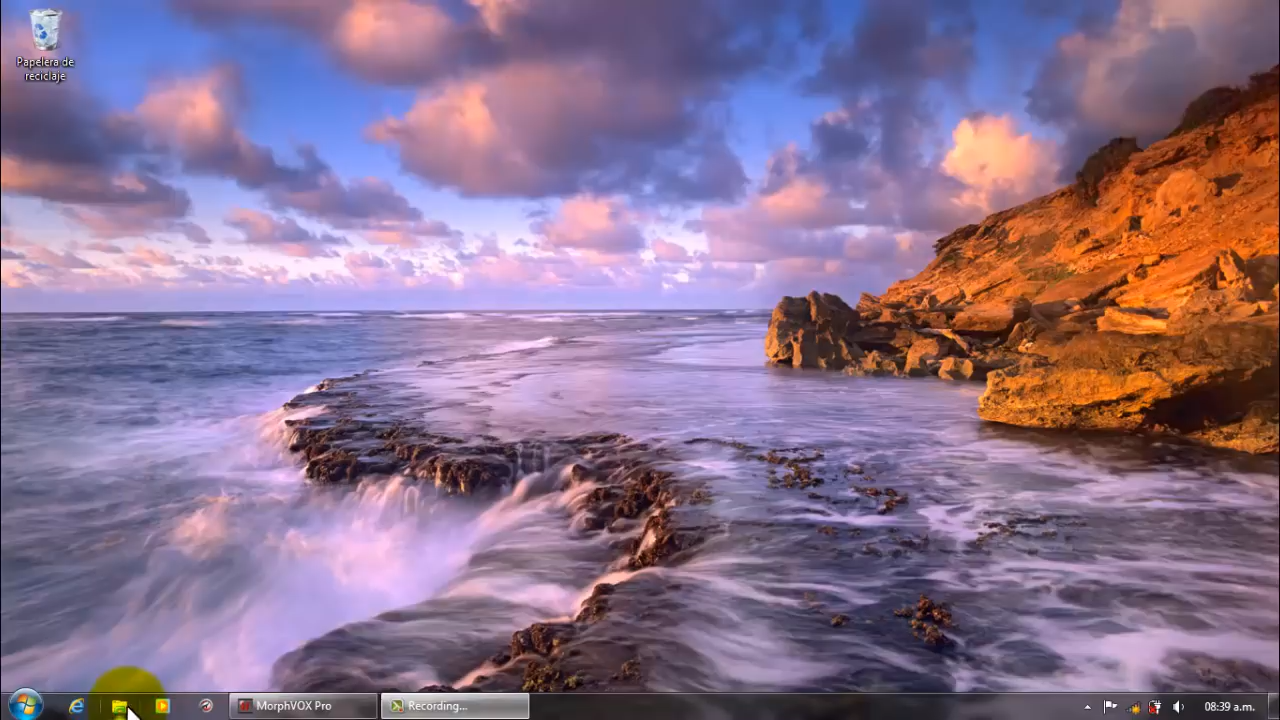 Papelera de
reciclaje
MorphVOX Pro
Recording...
08:39 a.m.